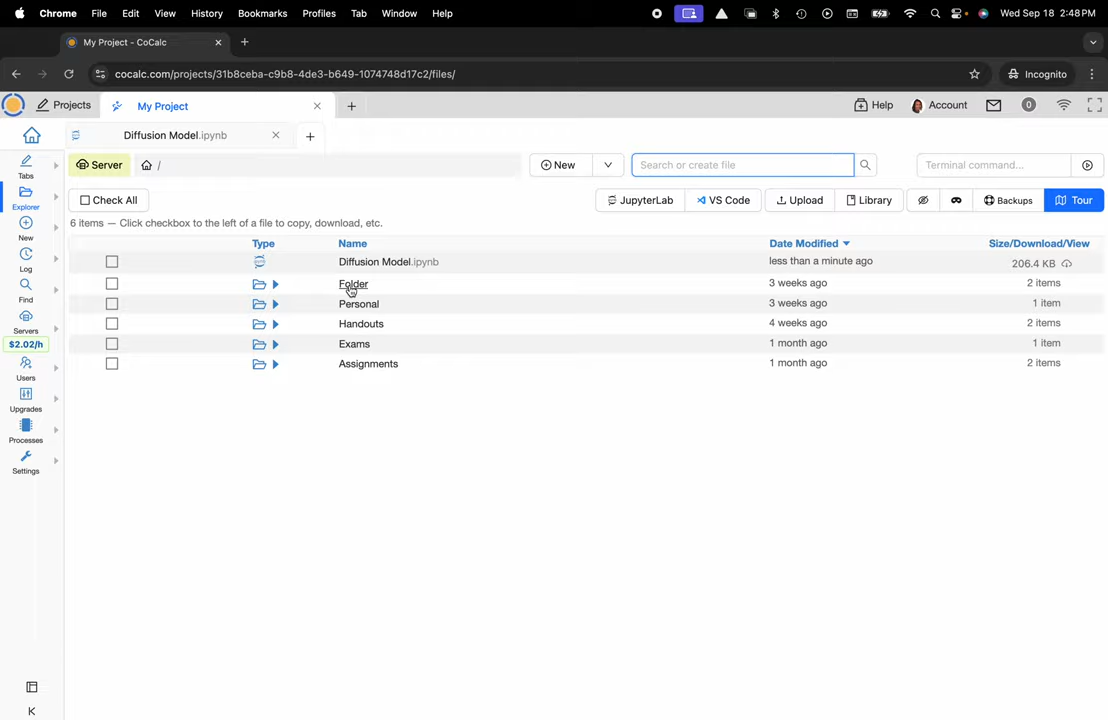 Chrome File Edit View History Bookmarks Profiles Tab Window Help Wed Sep 18 2:48 PM
My Project - CoCalc
cocalc.com/projects/31b8ceba-c9b8-4de3-b649-1074748d17c2/files/ Incognito
Projects My Project Help Account 0
Diffusion Model.ipynb
Server / New Search or create file Terminal command...
Check All JupyterLab VS Code Upload Library Backups Tour
6 items — Click checkbox to the left of a file to copy, download, etc.
Type Name Date Modified Size/Download/View
Diffusion Model.ipynb less than a minute ago 206.4 KB
Folder 3 weeks ago 2 items
Personal 3 weeks ago 1 item
Handouts 4 weeks ago 2 items
Exams 1 month ago 1 item
Assignments 1 month ago 2 items
Tabs
Explorer
New
Log
Find
Servers
$2.02/h
Users
Upgrades
Processes
Settings